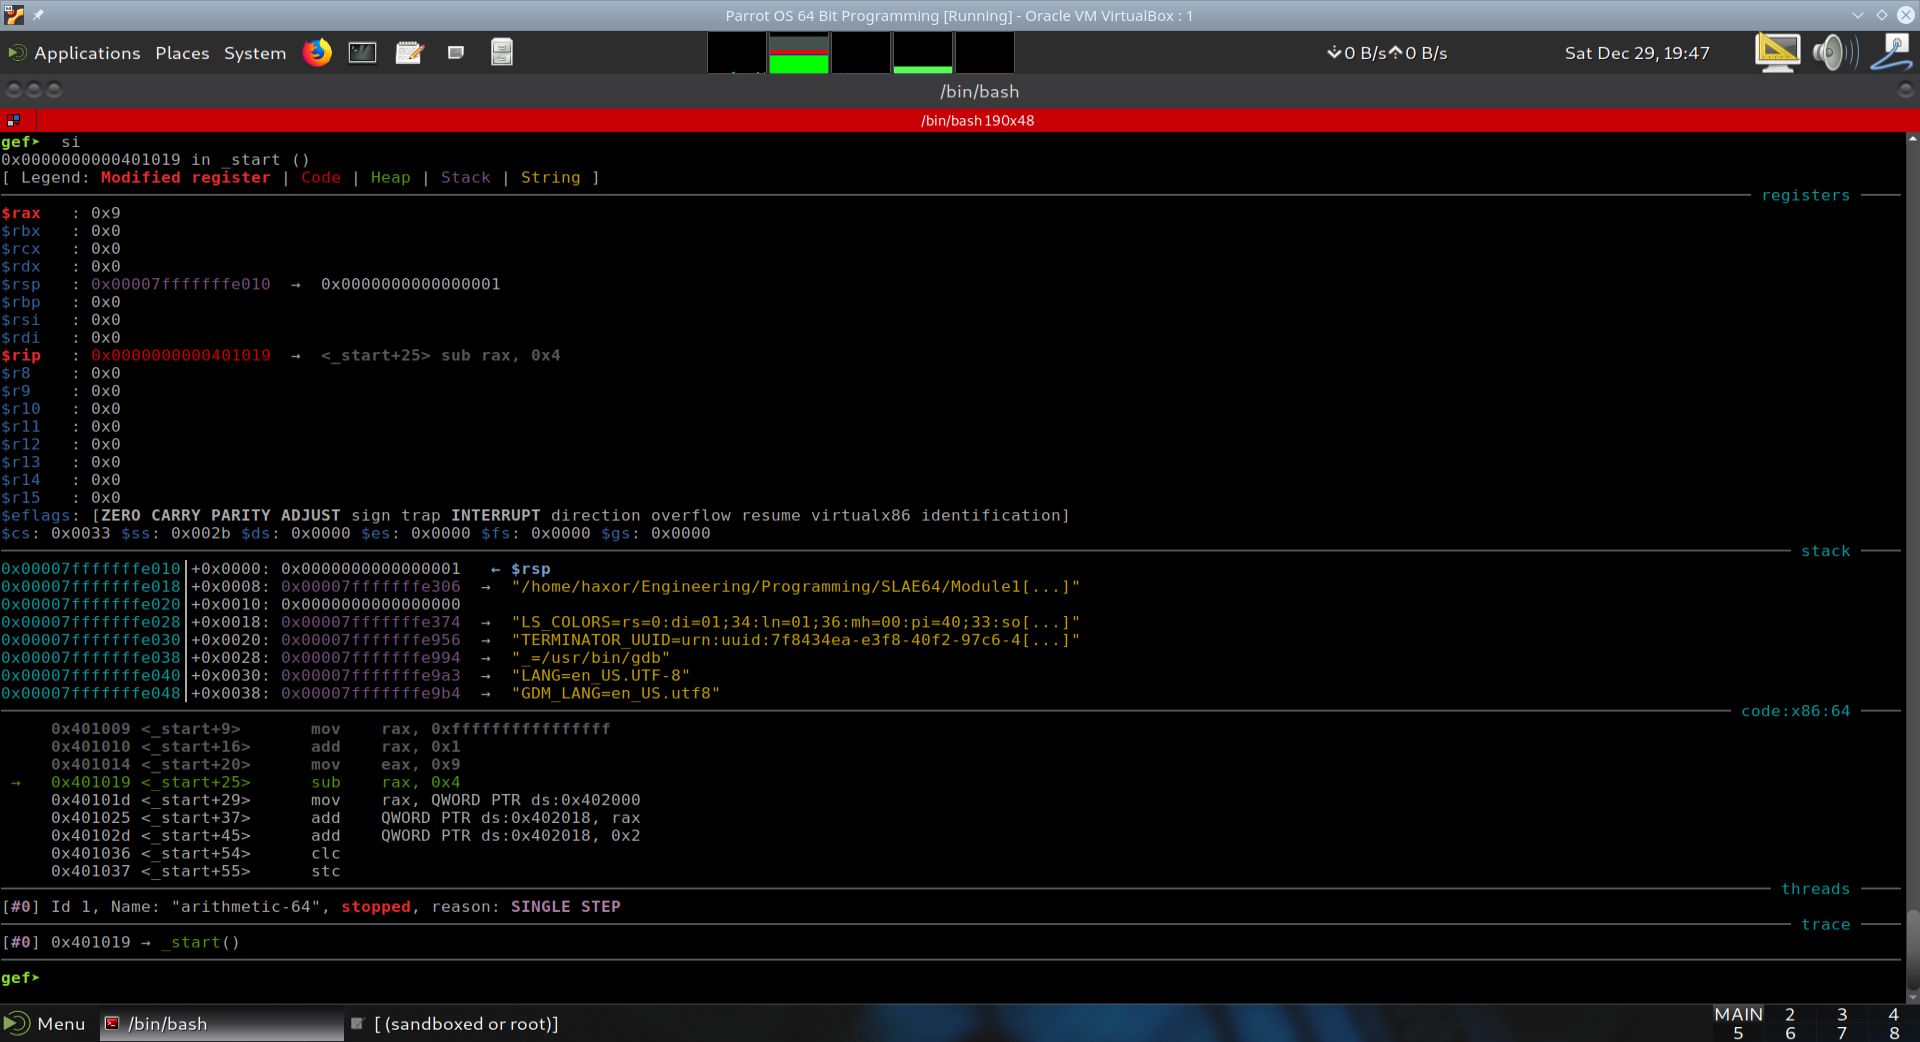 Parrot OS 64 Bit Programming [Running] - Oracle VM VirtualBox : 1
Applications Places System 0 B/s 0 B/s Sat Dec 29, 19:47
/bin/bash
/bin/bash 190x48
gef➤  si
0x0000000000401019 in _start ()
[ Legend: Modified register | Code | Heap | Stack | String ]
registers
$rax   : 0x9
$rbx   : 0x0
$rcx   : 0x0
$rdx   : 0x0
$rsp   : 0x00007fffffffe010  →  0x0000000000000001
$rbp   : 0x0
$rsi   : 0x0
$rdi   : 0x0
$rip   : 0x0000000000401019  →  <_start+25> sub rax, 0x4
$r8    : 0x0
$r9    : 0x0
$r10   : 0x0
$r11   : 0x0
$r12   : 0x0
$r13   : 0x0
$r14   : 0x0
$r15   : 0x0
$eflags: [ZERO CARRY PARITY ADJUST sign trap INTERRUPT direction overflow resume virtualx86 identification]
$cs: 0x0033 $ss: 0x002b $ds: 0x0000 $es: 0x0000 $fs: 0x0000 $gs: 0x0000
stack
0x00007fffffffe010│+0x0000: 0x0000000000000001   ← $rsp
0x00007fffffffe018│+0x0008: 0x00007fffffffe306  →  "/home/haxor/Engineering/Programming/SLAE64/Module1[...]"
0x00007fffffffe020│+0x0010: 0x0000000000000000
0x00007fffffffe028│+0x0018: 0x00007fffffffe374  →  "LS_COLORS=rs=0:di=01;34:ln=01;36:mh=00:pi=40;33:so[...]"
0x00007fffffffe030│+0x0020: 0x00007fffffffe956  →  "TERMINATOR_UUID=urn:uuid:7f8434ea-e3f8-40f2-97c6-4[...]"
0x00007fffffffe038│+0x0028: 0x00007fffffffe994  →  "_=/usr/bin/gdb"
0x00007fffffffe040│+0x0030: 0x00007fffffffe9a3  →  "LANG=en_US.UTF-8"
0x00007fffffffe048│+0x0038: 0x00007fffffffe9b4  →  "GDM_LANG=en_US.utf8"
code:x86:64
0x401009 <_start+9>       mov    rax, 0xffffffffffffffff
0x401010 <_start+16>      add    rax, 0x1
0x401014 <_start+20>      mov    eax, 0x9
→   0x401019 <_start+25>      sub    rax, 0x4
0x40101d <_start+29>      mov    rax, QWORD PTR ds:0x402000
0x401025 <_start+37>      add    QWORD PTR ds:0x402018, rax
0x40102d <_start+45>      add    QWORD PTR ds:0x402018, 0x2
0x401036 <_start+54>      clc
0x401037 <_start+55>      stc
threads
[#0] Id 1, Name: "arithmetic-64", stopped, reason: SINGLE STEP
trace
[#0] 0x401019 → _start()
gef➤
Menu /bin/bash [ (sandboxed or root)]
MAIN 2 3 4
5 6 7 8